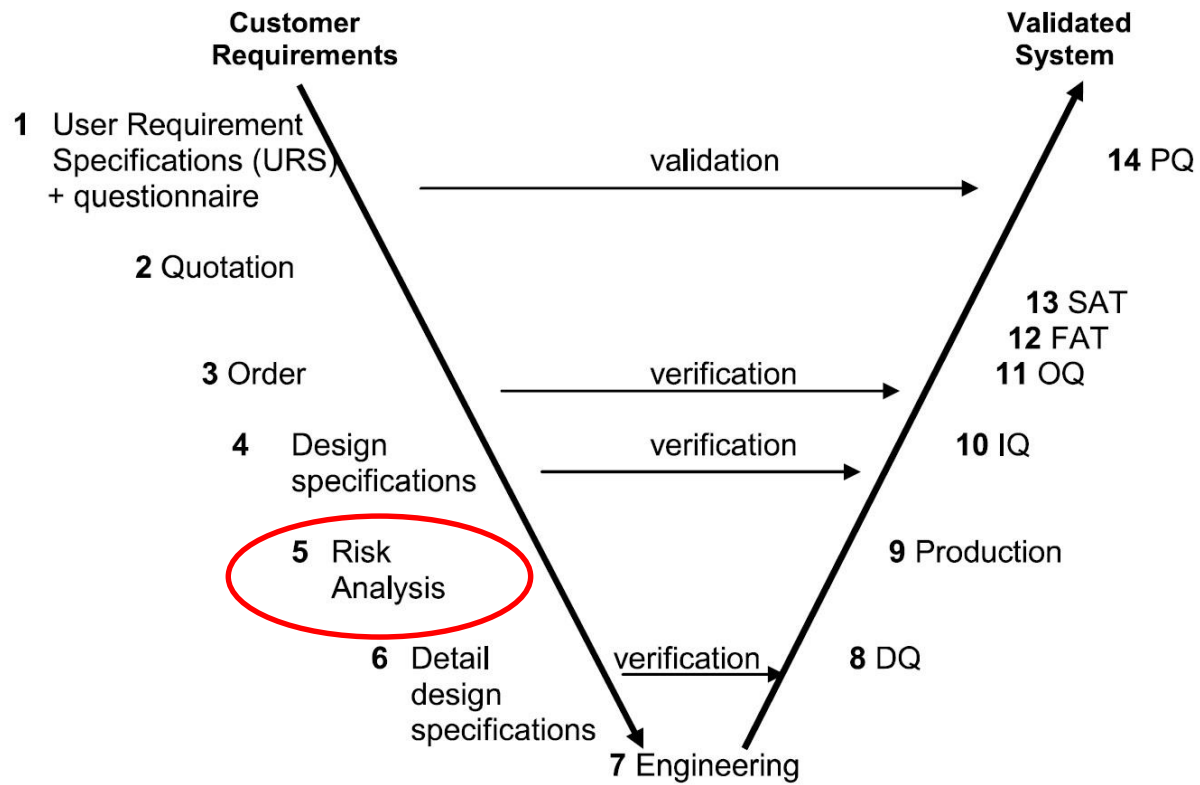 Customer
Requirements
Validated
System
1 User Requirement
Specifications (URS)
+ questionnaire
validation
14 PQ
2 Quotation
13 SAT
12 FAT
3 Order
verification
11 OQ
4 Design
specifications
verification
10 IQ
5 Risk
Analysis
9 Production
6 Detail
design
specifications
verification
8 DQ
7 Engineering